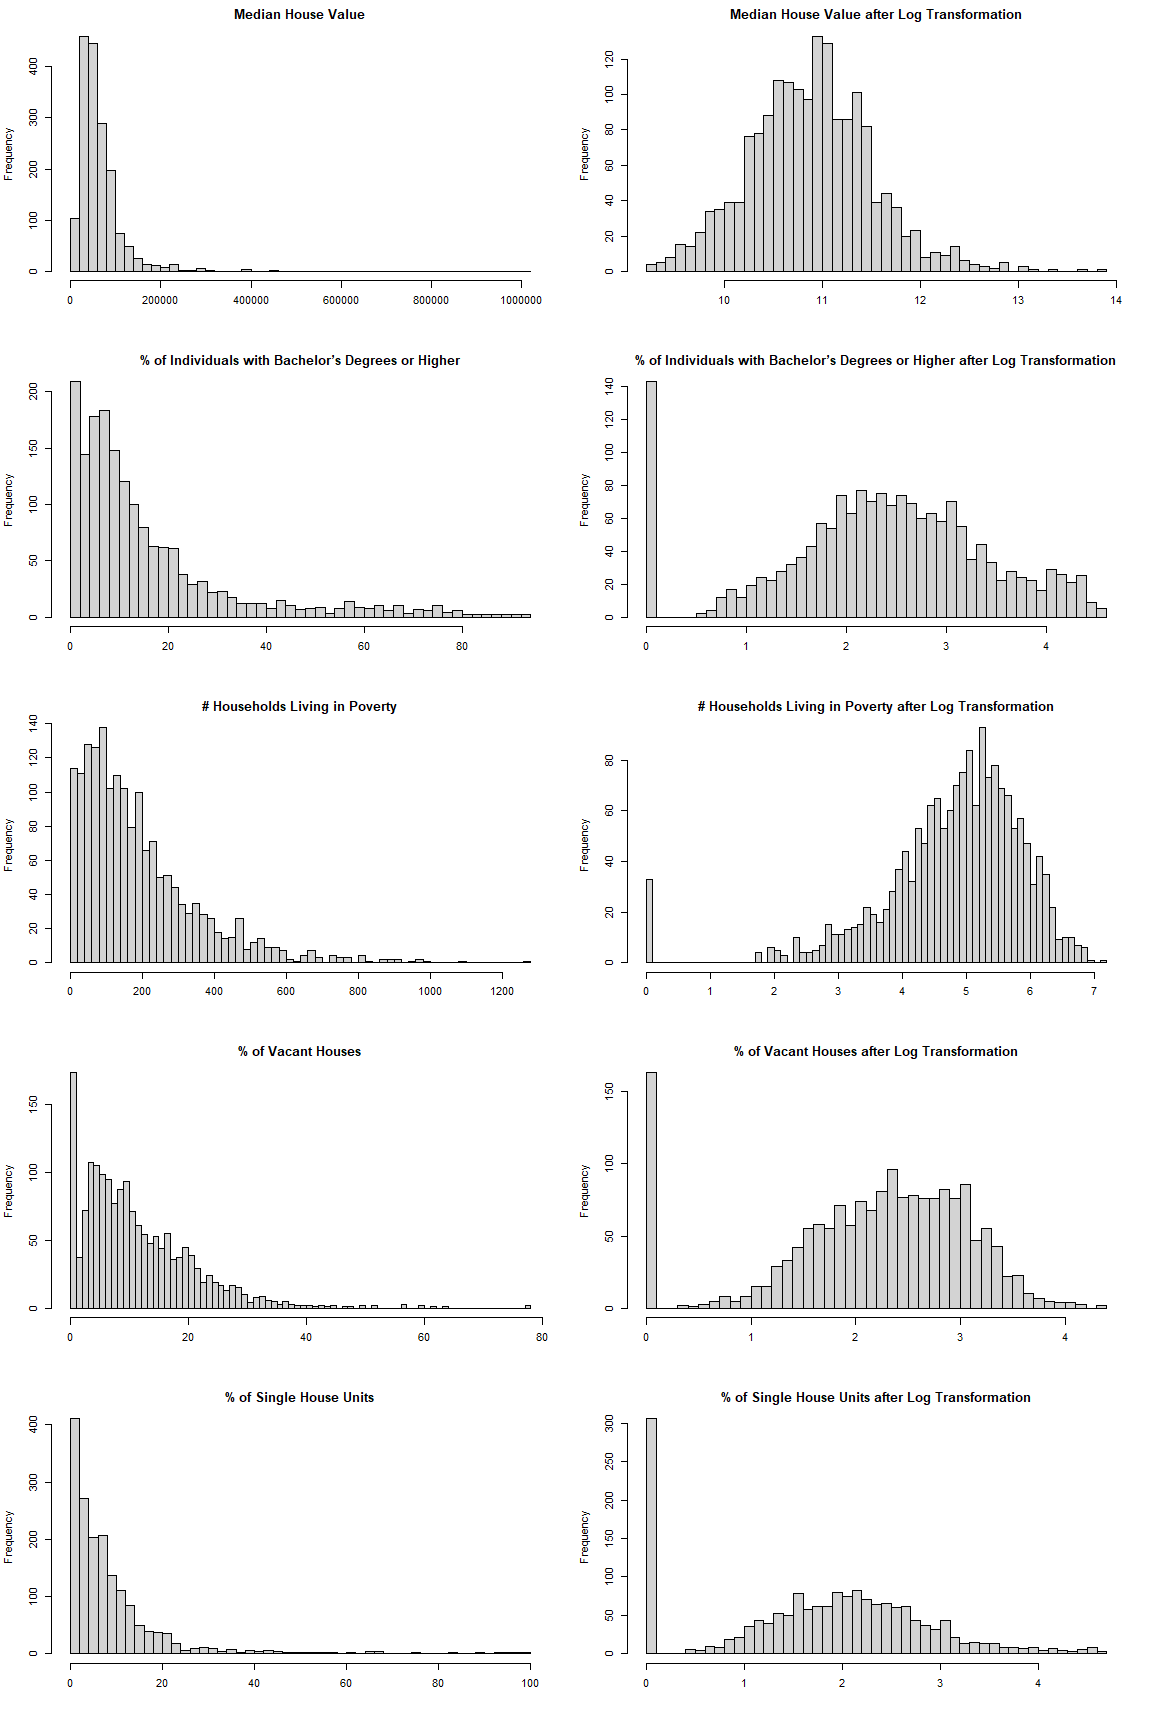 Median House Value
Median House Value after Log Transformation
Frequency
0 100 200 300 400
0 200000 400000 600000 800000 1000000
Frequency
0 20 40 60 80 100 120
10 11 12 13 14
% of Individuals with Bachelor’s Degrees or Higher
% of Individuals with Bachelor’s Degrees or Higher after Log Transformation
Frequency
0 50 100 150 200
0 20 40 60 80
Frequency
0 20 40 60 80 100 120 140
0 1 2 3 4
# Households Living in Poverty
# Households Living in Poverty after Log Transformation
Frequency
0 20 40 60 80 100 120 140
0 200 400 600 800 1000 1200
Frequency
0 20 40 60 80
0 1 2 3 4 5 6 7
% of Vacant Houses
% of Vacant Houses after Log Transformation
Frequency
0 50 100 150
0 20 40 60 80
Frequency
0 50 100 150
0 1 2 3 4
% of Single House Units
% of Single House Units after Log Transformation
Frequency
0 100 200 300 400
0 20 40 60 80 100
Frequency
0 50 100 150 200 250 300
0 1 2 3 4